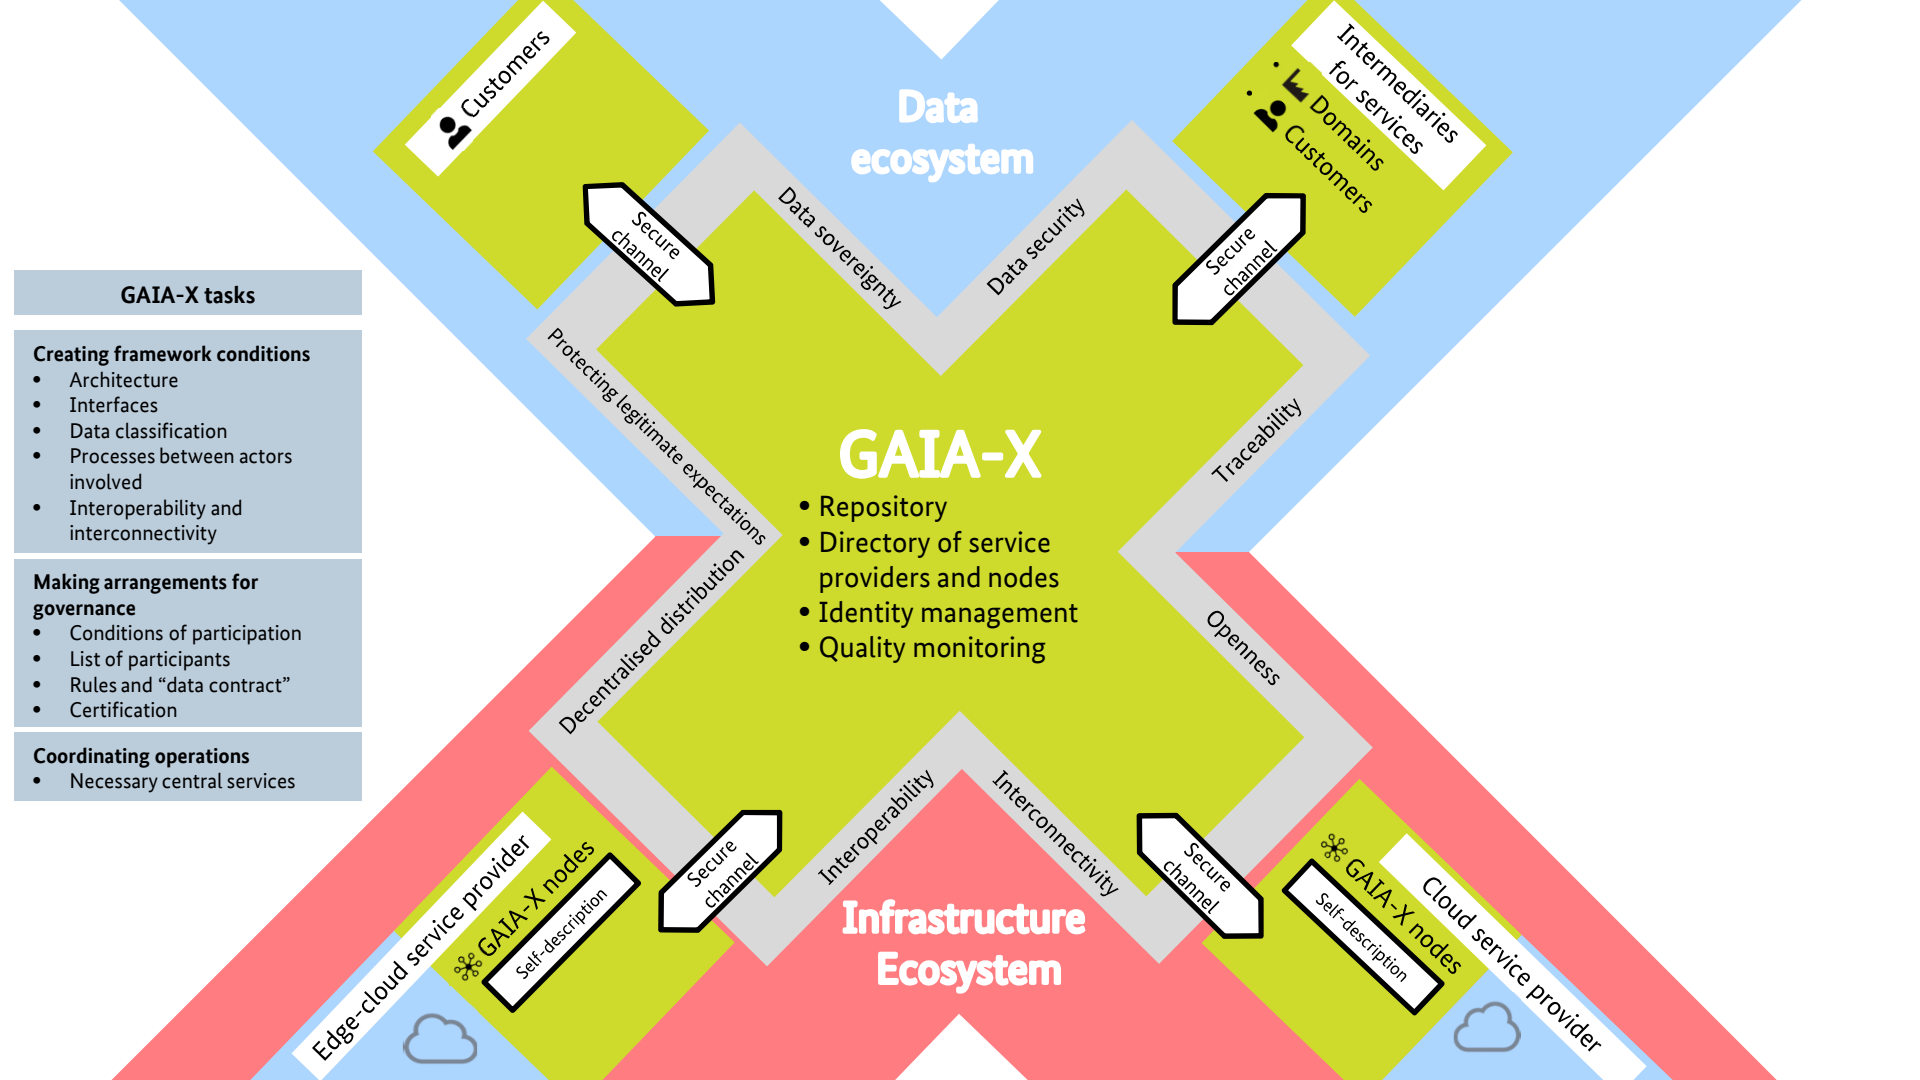 Customers
Intermediaries
for services
• Domains
• Customers
Data
ecosystem
Secure
channel
Secure
channel
Data sovereignty
Data security
Protecting legitimate expectations
Traceability
GAIA-X tasks
Creating framework conditions
• Architecture
• Interfaces
• Data classification
• Processes between actors
involved
• Interoperability and
interconnectivity
Making arrangements for
governance
• Conditions of participation
• List of participants
• Rules and “data contract”
• Certification
Coordinating operations
• Necessary central services
GAIA-X
• Repository
• Directory of service
providers and nodes
• Identity management
• Quality monitoring
Decentralised distribution
Openness
Interoperability
Interconnectivity
Secure
channel
Secure
channel
Edge-cloud service provider
GAIA-X nodes
Self-description
Infrastructure
Ecosystem
Cloud service provider
GAIA-X nodes
Self-description